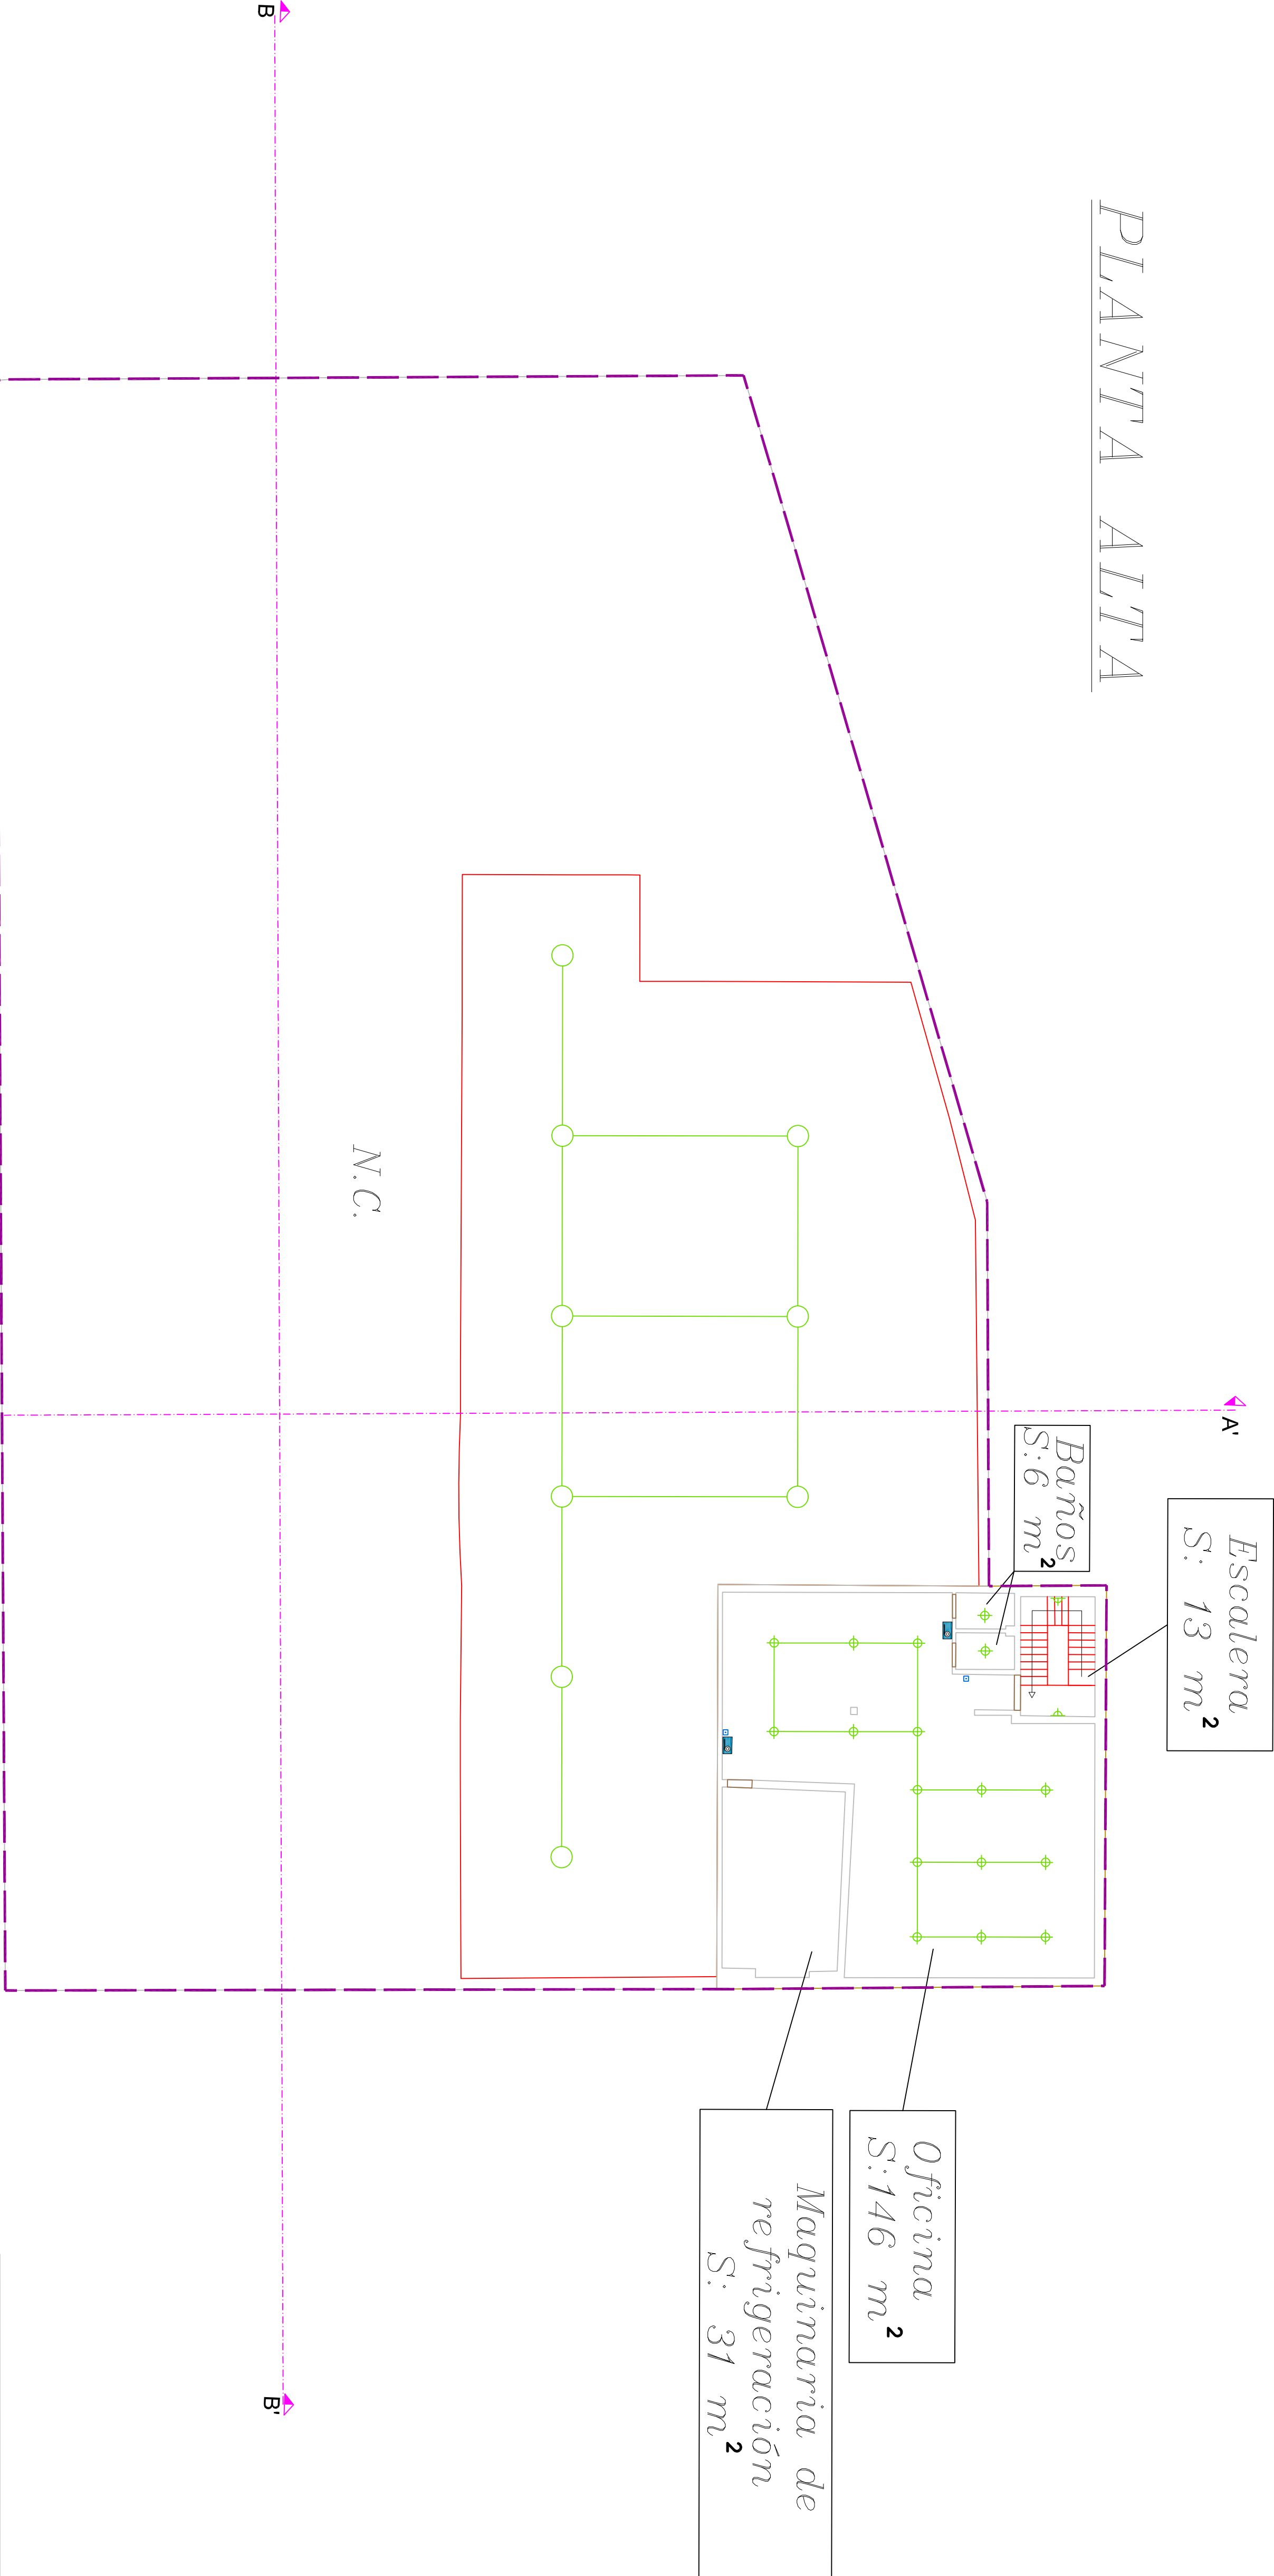 PLANTA ALTA
A'
Escalera
S: 13 m²
Baños
S:6 m²
Oficina
S:146 m²
Maquinaria de
refrigeración
S: 31 m²
N.C.
B
B'